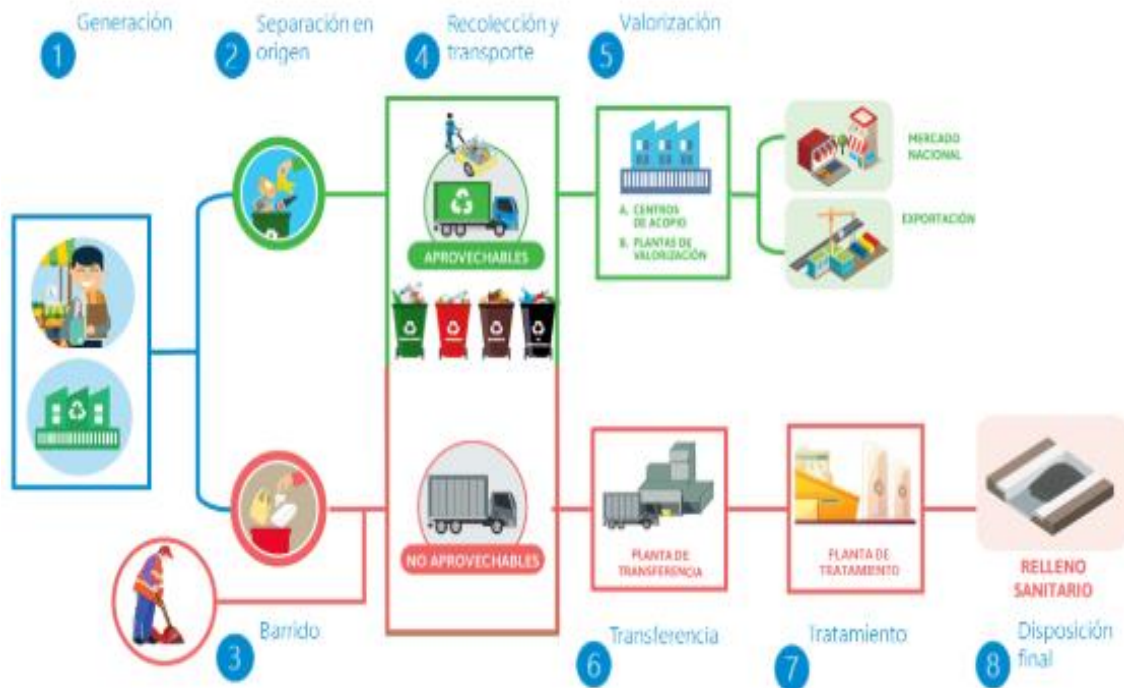 1
Generación
2
Separación en
origen
4
Recolección y
transporte
5
Valorización
APROVECHABLES
A. CENTROS
DE ACOPIO
B. PLANTAS DE
VALORIZACIÓN
MERCADO
NACIONAL
EXPORTACIÓN
NO APROVECHABLES
PLANTA DE
TRANSFERENCIA
PLANTA DE
TRATAMIENTO
RELLENO
SANITARIO
3
Barrido
6
Transferencia
7
Tratamiento
8
Disposición
final